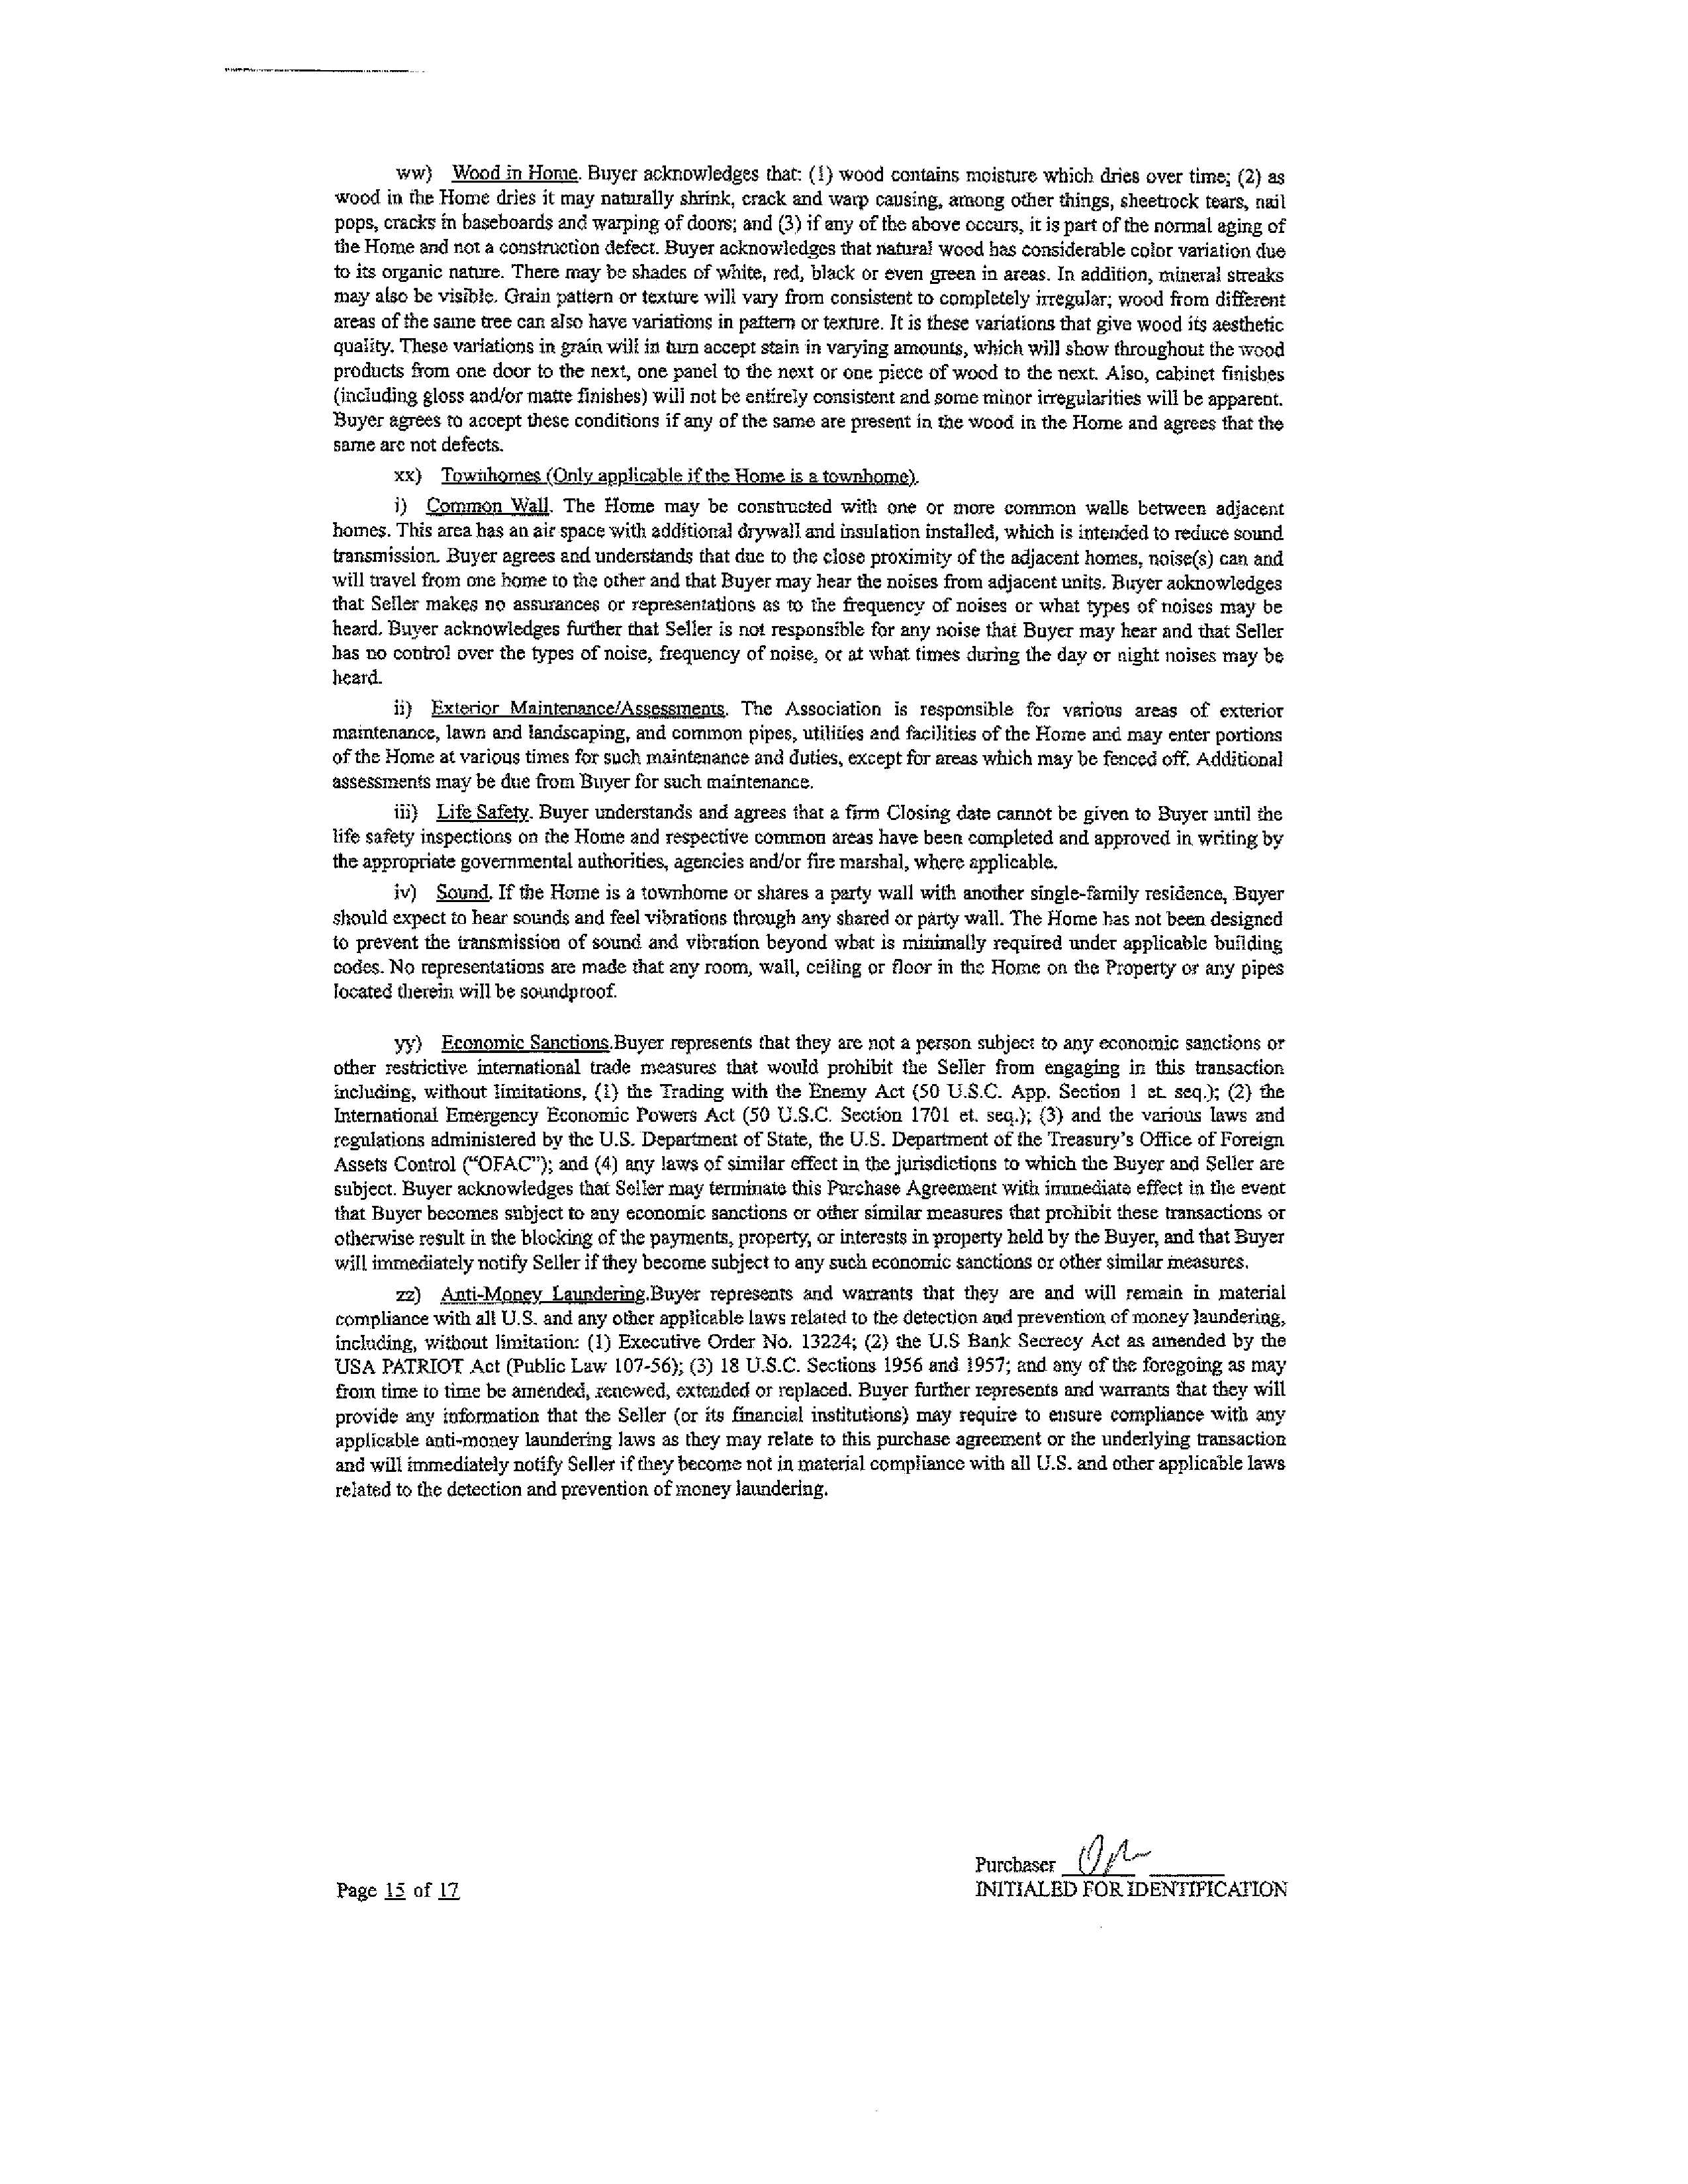 ww) Wood in Home. Buyer acknowledges that: (1) wood contains moisture which dries over time; (2) as
wood in the Home dries it may naturally shrink, crack and warp causing, among other things, sheetrock tears, nail
pops, cracks in baseboards and warping of doors; and (3) if any of the above occurs, it is part of the normal aging of
the Home and not a construction defect. Buyer acknowledges that natural wood has considerable color variation due
to its organic nature. There may be shades of white, red, black or even green in areas. In addition, mineral streaks
may also be visible. Grain pattern or texture will vary from consistent to completely irregular; wood from different
areas of the same tree can also have variations in pattern or texture. It is these variations that give wood its aesthetic
quality. These variations in grain will in turn accept stain in varying amounts, which will show throughout the wood
products from one door to the next, one panel to the next or one piece of wood to the next. Also, cabinet finishes
(including gloss and/or matte finishes) will not be entirely consistent and some minor irregularities will be apparent.
Buyer agrees to accept these conditions if any of the same are present in the wood in the Home and agrees that the
same are not defects.
xx) Townhomes (Only applicable if the Home is a townhome).
i) Common Wall. The Home may be constructed with one or more common walls between adjacent
homes. This area has an air space with additional drywall and insulation installed, which is intended to reduce sound
transmission. Buyer agrees and understands that due to the close proximity of the adjacent homes, noise(s) can and
will travel from one home to the other and that Buyer may hear the noises from adjacent units. Buyer acknowledges
that Seller makes no assurances or representations as to the frequency of noises or what types of noises may be
heard. Buyer acknowledges further that Seller is not responsible for any noise that Buyer may hear and that Seller
has no control over the types of noise, frequency of noise, or at what times during the day or night noises may be
heard.
ii) Exterior Maintenance/Assessments. The Association is responsible for various areas of exterior
maintenance, lawn and landscaping, and common pipes, utilities and facilities of the Home and may enter portions
of the Home at various times for such maintenance and duties, except for areas which may be fenced off. Additional
assessments may be due from Buyer for such maintenance.
iii) Life Safety. Buyer understands and agrees that a firm Closing date cannot be given to Buyer until the
life safety inspections on the Home and respective common areas have been completed and approved in writing by
the appropriate governmental authorities, agencies and/or fire marshal, where applicable.
iv) Sound. If the Home is a townhome or shares a party wall with another single-family residence, Buyer
should expect to hear sounds and feel vibrations through any shared or party wall. The Home has not been designed
to prevent the transmission of sound and vibration beyond what is minimally required under applicable building
codes. No representations are made that any room, wall, ceiling or floor in the Home on the Property or any pipes
located therein will be soundproof.
yy) Economic Sanctions.Buyer represents that they are not a person subject to any economic sanctions or
other restrictive international trade measures that would prohibit the Seller from engaging in this transaction
including, without limitations, (1) the Trading with the Enemy Act (50 U.S.C. App. Section 1 et. seq.); (2) the
International Emergency Economic Powers Act (50 U.S.C. Section 1701 et. seq.); (3) and the various laws and
regulations administered by the U.S. Department of State, the U.S. Department of the Treasury's Office of Foreign
Assets Control (“OFAC”); and (4) any laws of similar effect in the jurisdictions to which the Buyer and Seller are
subject. Buyer acknowledges that Seller may terminate this Purchase Agreement with immediate effect in the event
that Buyer becomes subject to any economic sanctions or other similar measures that prohibit these transactions or
otherwise result in the blocking of the payments, property, or interests in property held by the Buyer, and that Buyer
will immediately notify Seller if they become subject to any such economic sanctions or other similar measures.
zz) Anti-Money Laundering.Buyer represents and warrants that they are and will remain in material
compliance with all U.S. and any other applicable laws related to the detection and prevention of money laundering,
including, without limitation: (1) Executive Order No. 13224; (2) the U.S Bank Secrecy Act as amended by the
USA PATRIOT Act (Public Law 107-56); (3) 18 U.S.C. Sections 1956 and 1957; and any of the foregoing as may
from time to time be amended, renewed, extended or replaced. Buyer further represents and warrants that they will
provide any information that the Seller (or its financial institutions) may require to ensure compliance with any
applicable anti-money laundering laws as they may relate to this purchase agreement or the underlying transaction
and will immediately notify Seller if they become not in material compliance with all U.S. and other applicable laws
related to the detection and prevention of money laundering.
Purchaser
Page 15 of 17
INITIALED FOR IDENTIFICATION